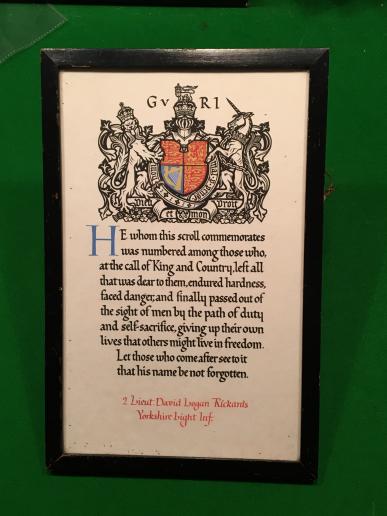 GvRI
Dieu et mon Droit
HE whom this scroll commemorates
was numbered among those who,
at the call of King and Country, left all
that was dear to them, endured hardness,
faced danger, and finally passed out of
the sight of men by the path of duty
and self-sacrifice, giving up their own
lives that others might live in freedom.
Let those who come after see to it
that his name be not forgotten.
2 Lieut. David Logan Rickards
Yorkshire Light Inf.